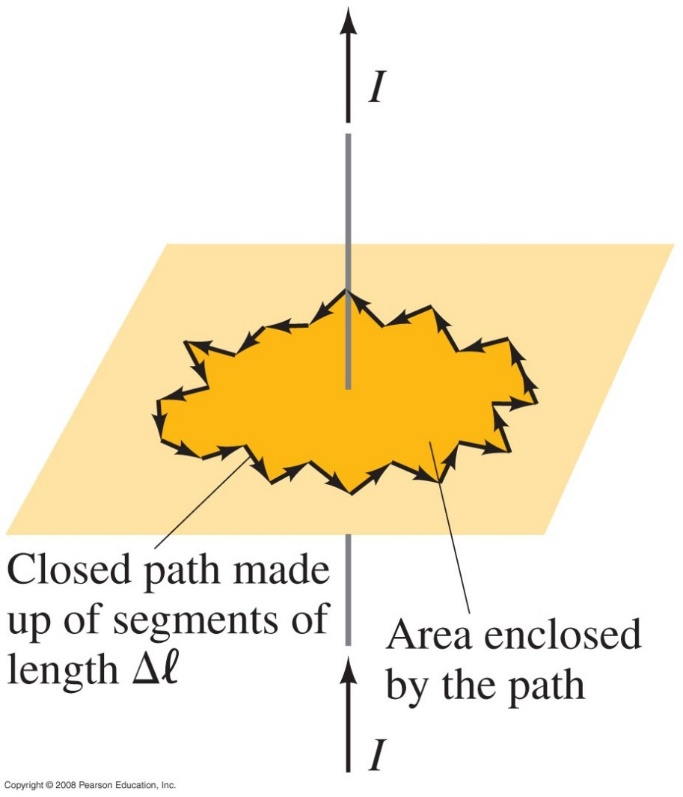 I
Closed path made
up of segments of
length Δℓ
Area enclosed
by the path
I
Copyright © 2008 Pearson Education, Inc.